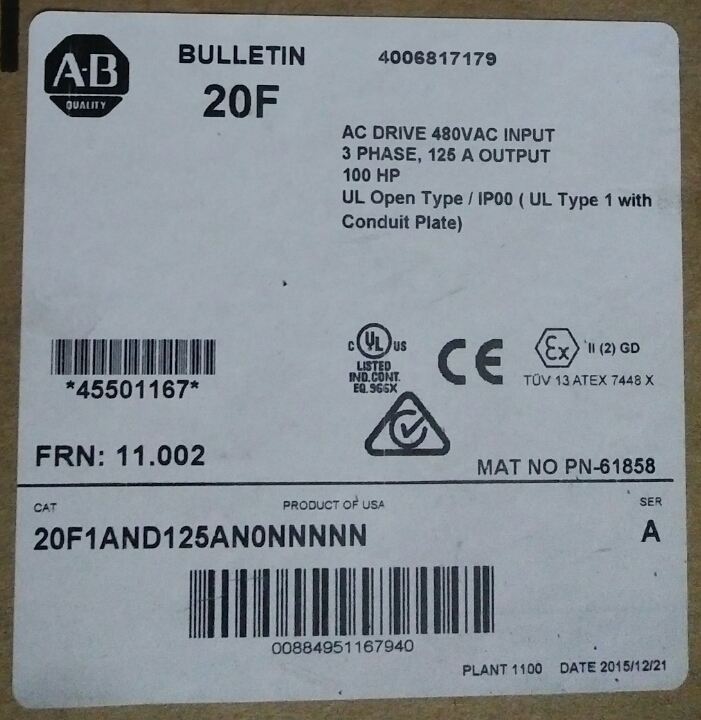 A-B
QUALITY
BULLETIN
20F
4006817179
AC DRIVE 480VAC INPUT
3 PHASE, 125 A OUTPUT
100 HP
UL Open Type / IP00 ( UL Type 1 with
Conduit Plate)
*45501167*
C UL US
LISTED
IND.CONT.
EQ.966X
CE
Ex II (2) GD
TÜV 13 ATEX 7448 X
FRN: 11.002
MAT NO PN-61858
CAT
PRODUCT OF USA
SER
20F1AND125AN0NNNNN
A
00884951167940
PLANT 1100 DATE 2015/12/21